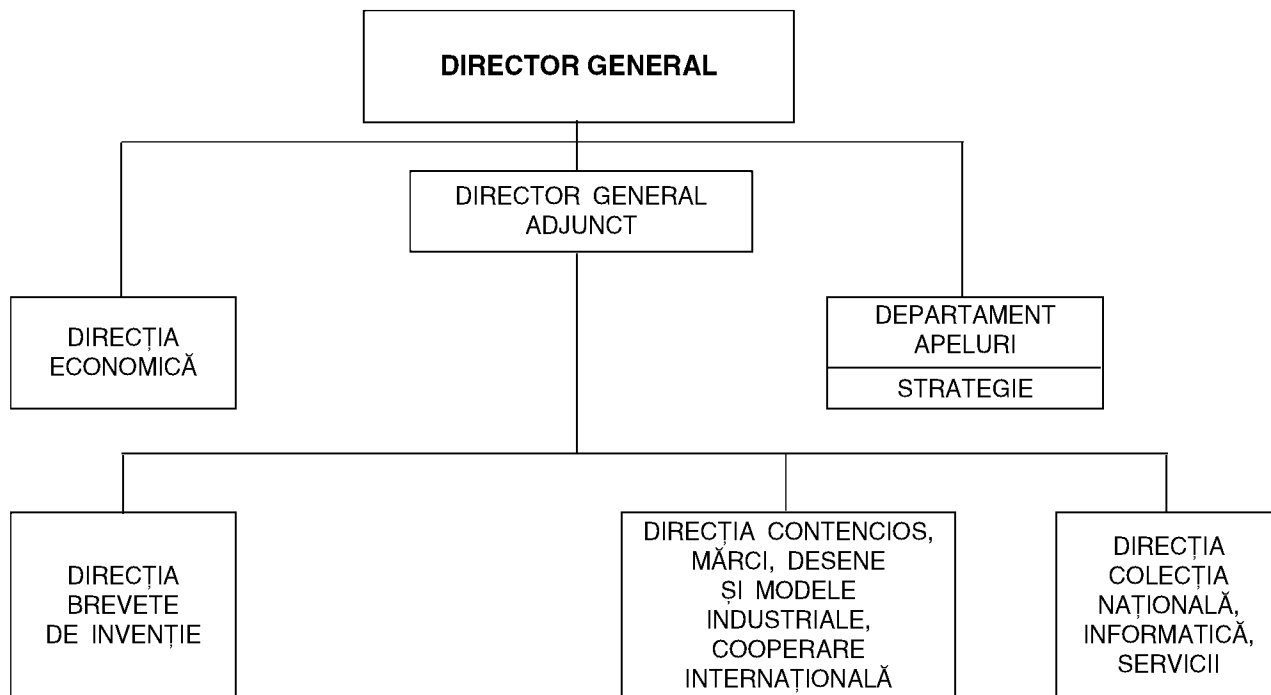 DIRECTOR GENERAL
DIRECTOR GENERAL
ADJUNCT
DIRECȚIA
ECONOMICĂ
DEPARTAMENT
APELURI
STRATEGIE
DIRECȚIA
BREVETE
DE INVENȚIE
DIRECȚIA CONTENCIOS,
MĂRCI, DESENE
ȘI MODELE
INDUSTRIALE,
COOPERARE
INTERNAȚIONALĂ
DIRECȚIA
COLECȚIA
NAȚIONALĂ,
INFORMATICĂ,
SERVICII